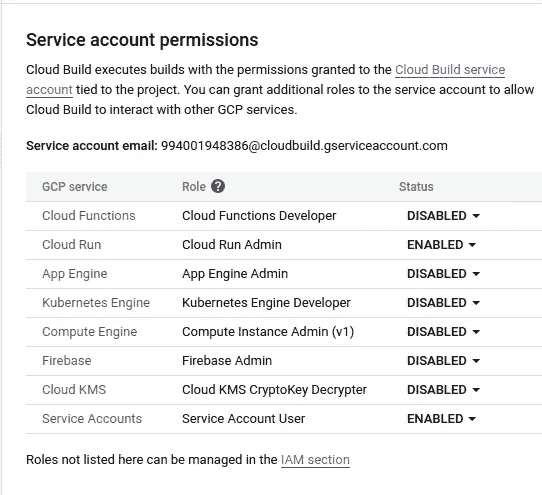 Service account permissions
Cloud Build executes builds with the permissions granted to the Cloud Build service
account tied to the project. You can grant additional roles to the service account to allow
Cloud Build to interact with other GCP services.
Service account email: 994001948386@cloudbuild.gserviceaccount.com
GCP service Role ? Status
Cloud Functions Cloud Functions Developer DISABLED
Cloud Run Cloud Run Admin ENABLED
App Engine App Engine Admin DISABLED
Kubernetes Engine Kubernetes Engine Developer DISABLED
Compute Engine Compute Instance Admin (v1) DISABLED
Firebase Firebase Admin DISABLED
Cloud KMS Cloud KMS CryptoKey Decrypter DISABLED
Service Accounts Service Account User ENABLED
Roles not listed here can be managed in the IAM section